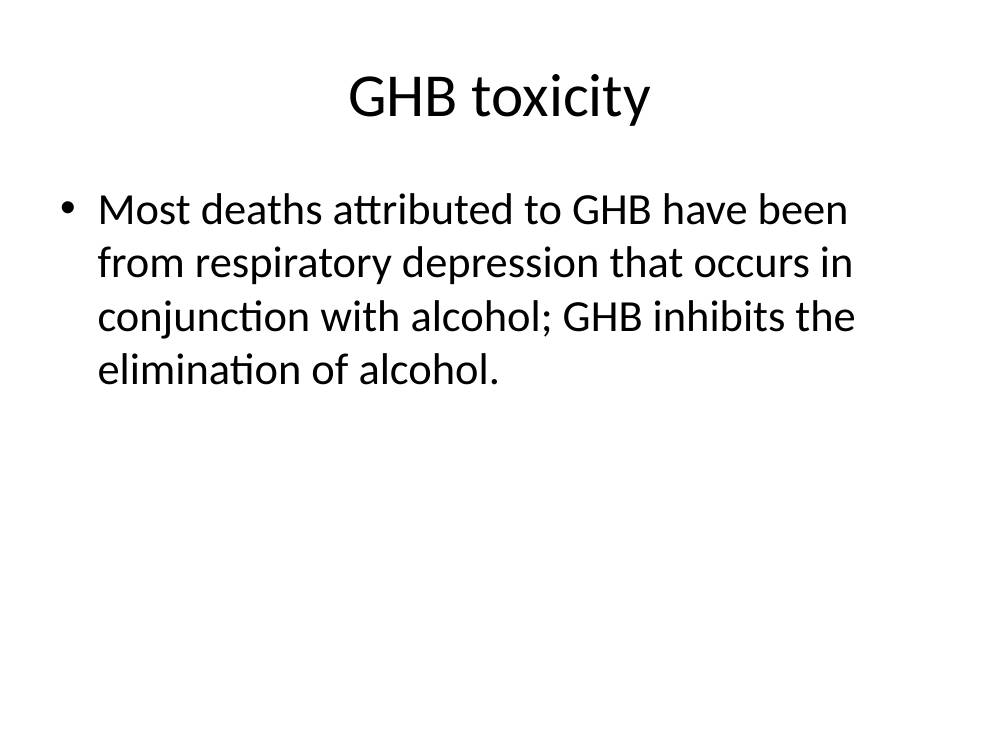 GHB toxicity
• Most deaths attributed to GHB have been
from respiratory depression that occurs in
conjunction with alcohol; GHB inhibits the
elimination of alcohol.